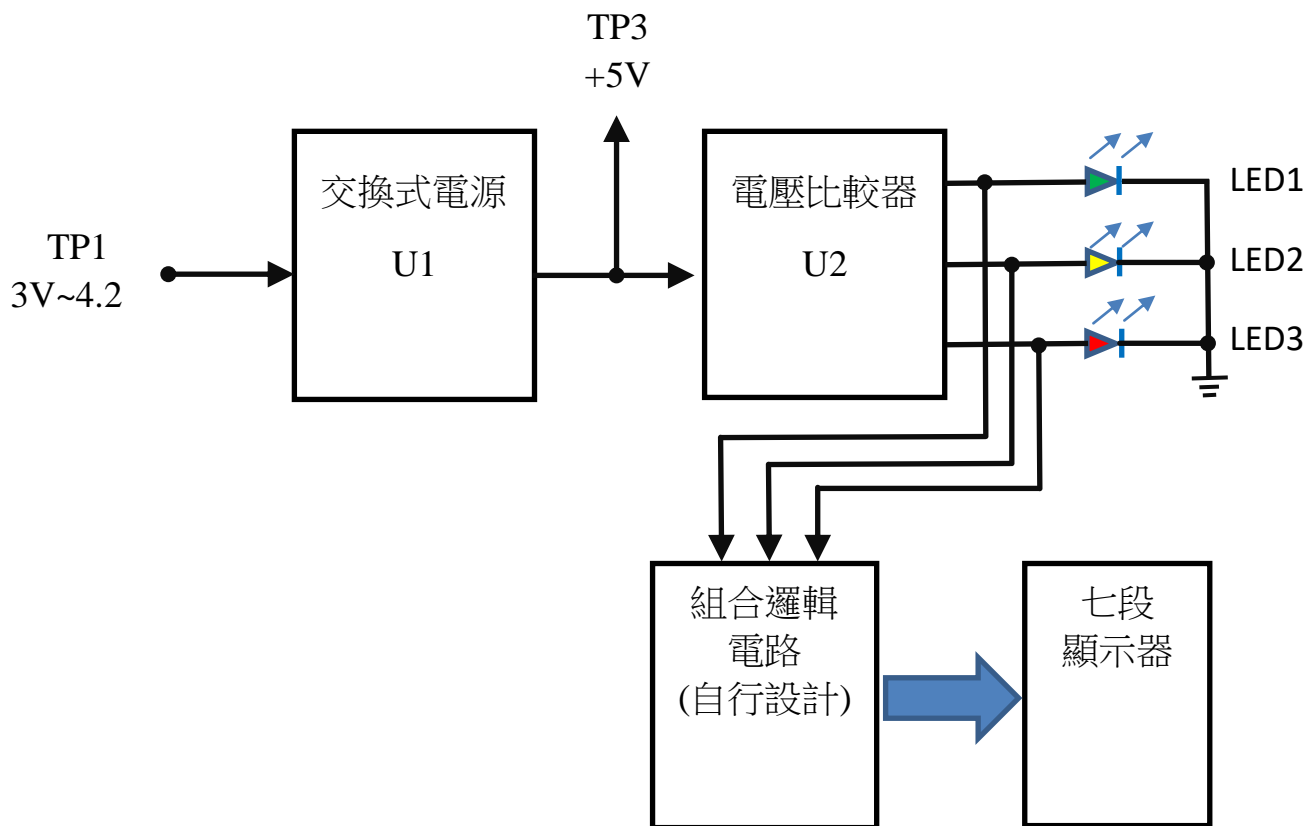 TP3
+5V
交換式電源
U1
電壓比較器
U2
TP1
3V~4.2
LED1
LED2
LED3
組合邏輯
電路
(自行設計)
七段
顯示器